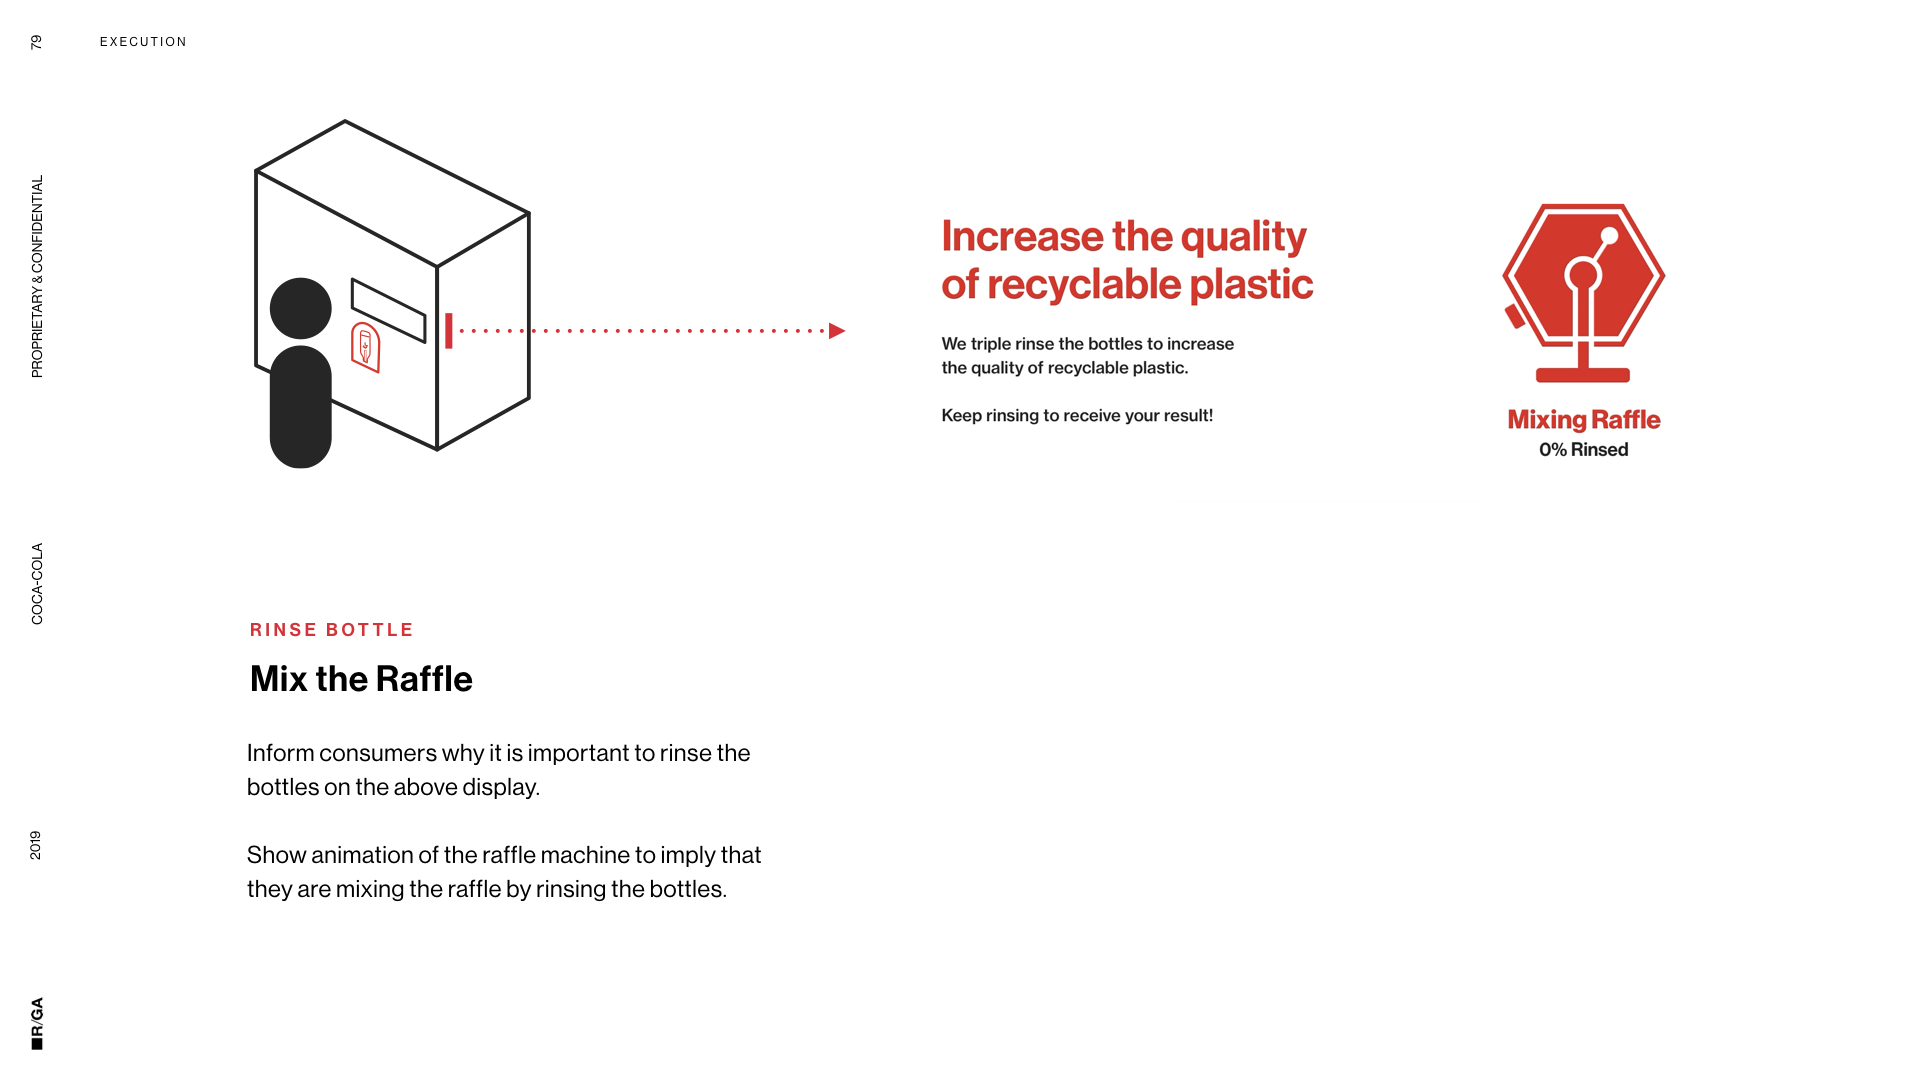 79
EXECUTION
PROPRIETARY & CONFIDENTIAL
COCA-COLA
2019
R/GA
Increase the quality
of recyclable plastic
We triple rinse the bottles to increase
the quality of recyclable plastic.
Keep rinsing to receive your result!
Mixing Raffle
0% Rinsed
RINSE BOTTLE
Mix the Raffle
Inform consumers why it is important to rinse the
bottles on the above display.
Show animation of the raffle machine to imply that
they are mixing the raffle by rinsing the bottles.